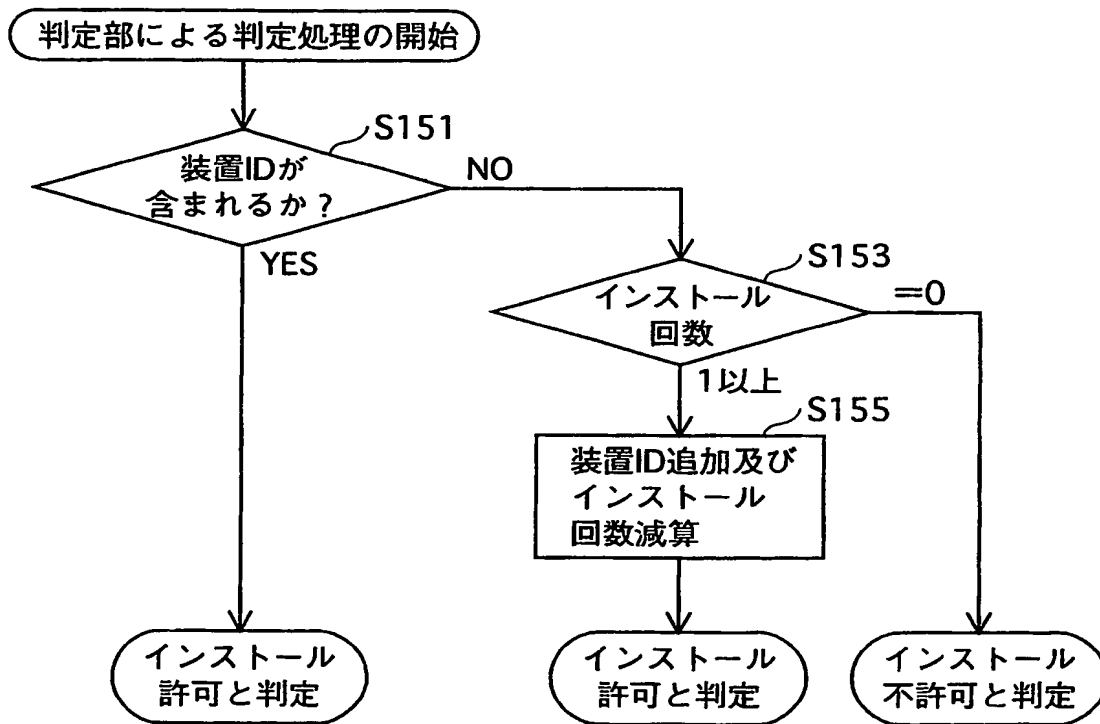 判定部による判定処理の開始
S151
装置IDが
含まれるか？
NO
YES
S153
インストール
回数
＝0
1以上
S155
装置ID追加及び
インストール
回数減算
インストール
許可と判定
インストール
許可と判定
インストール
不許可と判定